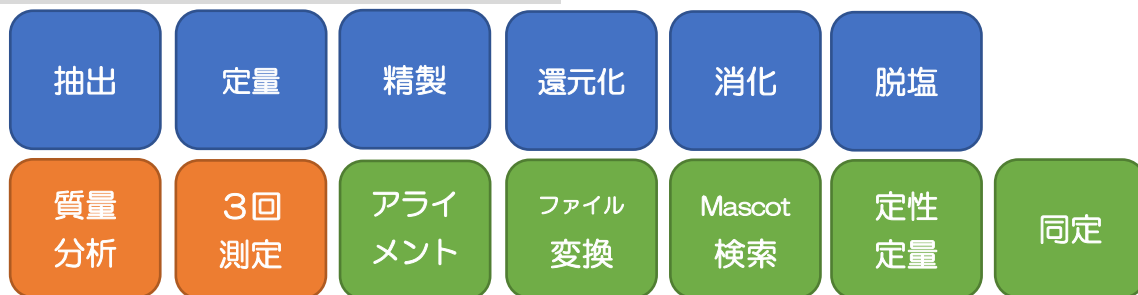 抽出
定量
精製
還元化
消化
脱塩
質量
分析
3回
測定
アライ
メント
ファイル
変換
Mascot
検索
定性
定量
同定